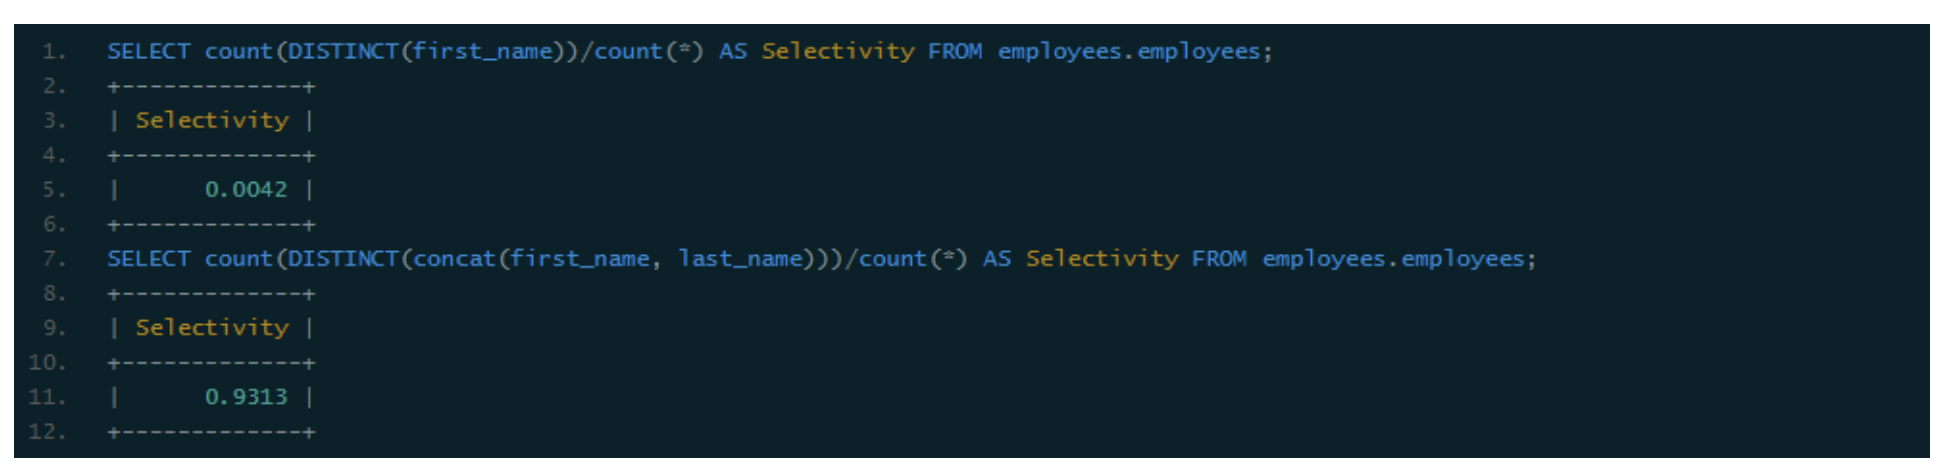 1. SELECT count(DISTINCT(first_name))/count(*) AS Selectivity FROM employees.employees;
2. +-------------+
3. | Selectivity |
4. +-------------+
5. |      0.0042 |
6. +-------------+
7. SELECT count(DISTINCT(concat(first_name, last_name)))/count(*) AS Selectivity FROM employees.employees;
8. +-------------+
9. | Selectivity |
10. +-------------+
11. |      0.9313 |
12. +-------------+